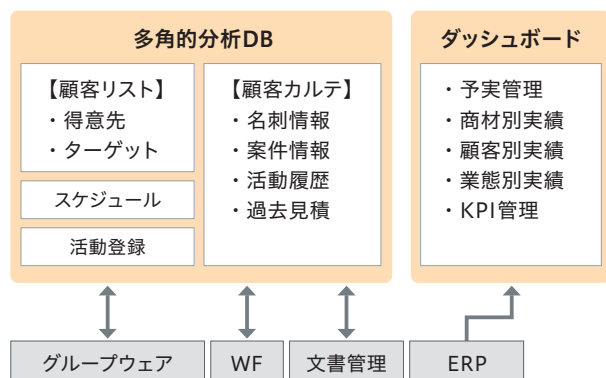 多角的分析DB
【顧客リスト】
・得意先
・ターゲット
スケジュール
活動登録
【顧客カルテ】
・名刺情報
・案件情報
・活動履歴
・過去見積
ダッシュボード
・予実管理
・商材別実績
・顧客別実績
・業態別実績
・KPI管理
グループウェア
WF
文書管理
ERP